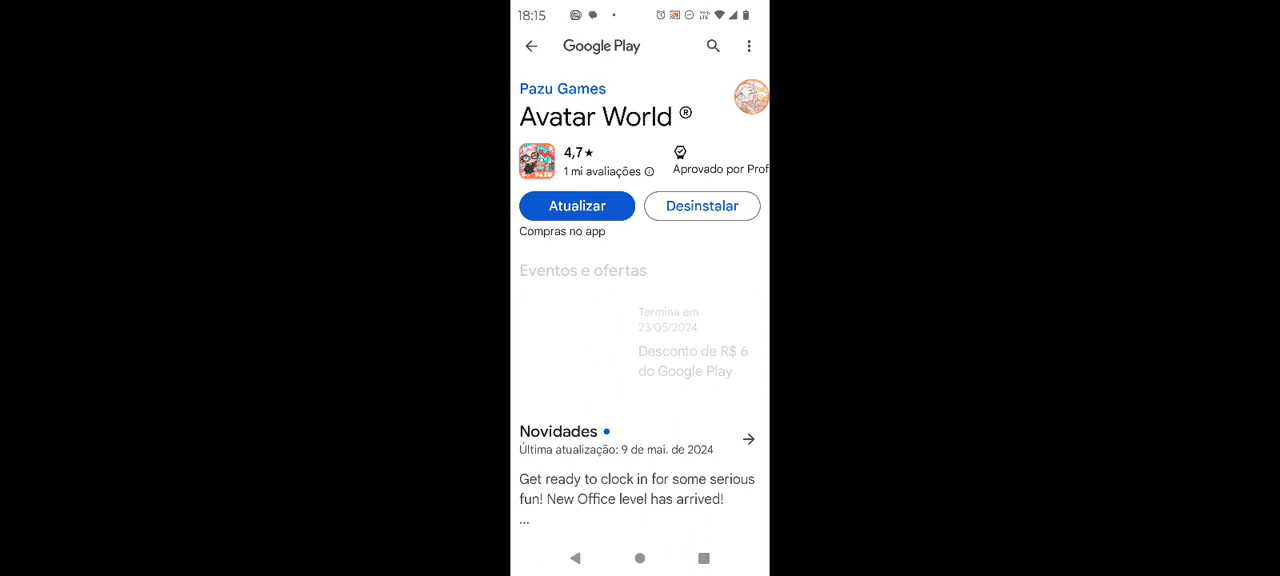 18:15
Google Play
Pazu Games
Avatar World ®
4,7★
1 mi avaliações
Aprovado por Prof
Atualizar
Desinstalar
Compras no app
Eventos e ofertas
Termina em
23/05/2024
Desconto de R$ 6
do Google Play
Novidades
Última atualização: 9 de mai. de 2024
Get ready to clock in for some serious
fun! New Office level has arrived!
...